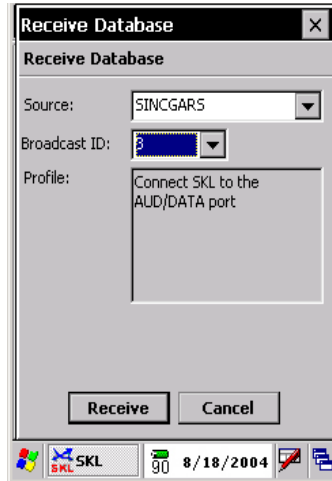 Receive Database
Receive Database
Source: SINCGARS
Broadcast ID: 3
Profile: Connect SKL to the
AUD/DATA port
Receive Cancel
SKL SKL 90 8/18/2004